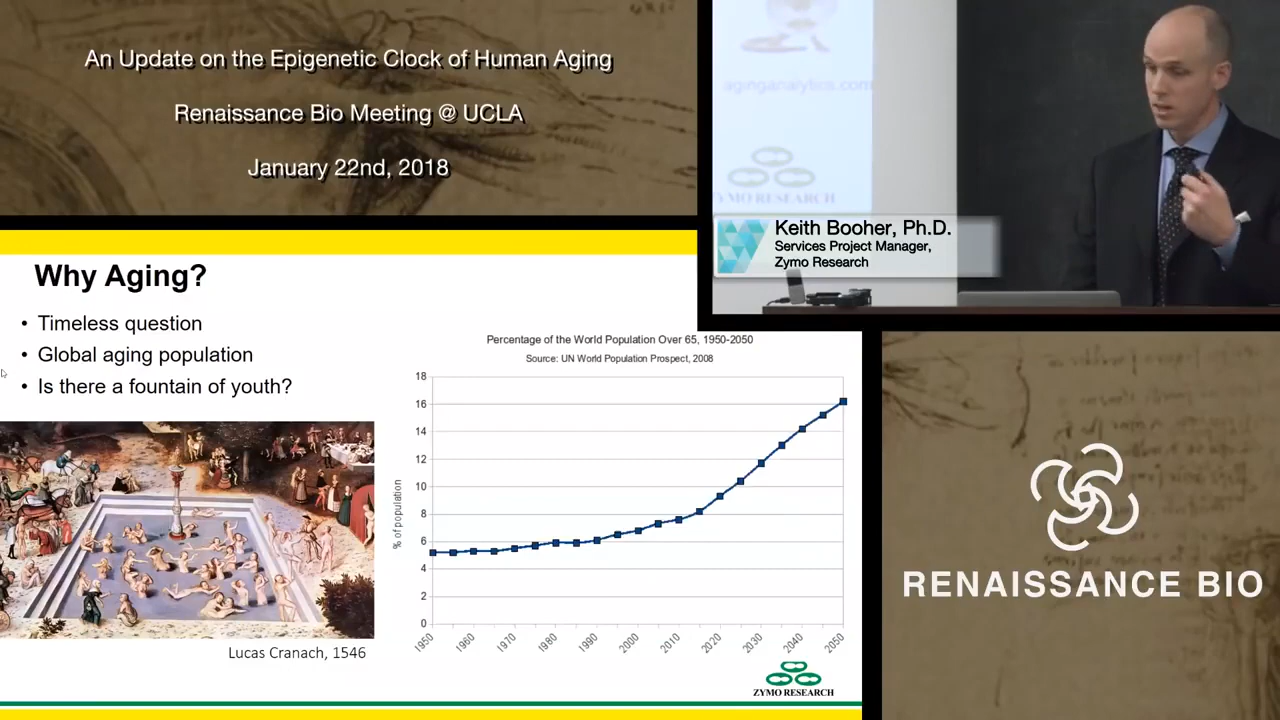 An Update on the Epigenetic Clock of Human Aging
Renaissance Bio Meeting @ UCLA
January 22nd, 2018
aginganalytics.com
ZYMO RESEARCH
Keith Booher, Ph.D.
Services Project Manager,
Zymo Research
Why Aging?
• Timeless question
• Global aging population
• Is there a fountain of youth?
Lucas Cranach, 1546
Percentage of the World Population Over 65, 1950-2050
Source: UN World Population Prospect, 2008
% of population
18
16
14
12
10
8
6
4
2
0
1950
1960
1970
1980
1990
2000
2010
2020
2030
2040
2050
ZYMO RESEARCH
RENAISSANCE BIO